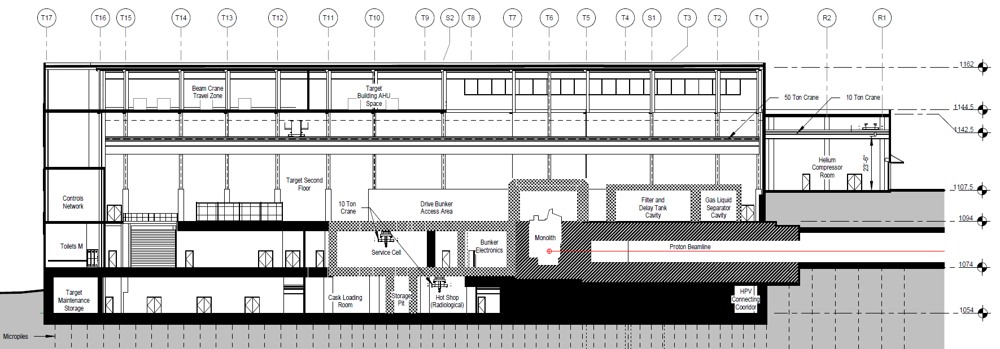 T17 T16 T15 T14 T13 T12 T11 T10 T9 S2 T8 T7 T6 T5 T4 S1 T3 T2 T1 R2 R1
1162
Beam Crane
Travel Zone
Target
Building AHU
Space
50 Ton Crane
10 Ton Crane
1144.5
1142.5
23'-6"
Helium
Compressor
Room
Target Second
Floor
1107.5
Controls
Network
10 Ton
Crane
Drive Bunker
Access Area
Filter and
Delay Tank
Cavity
Gas Liquid
Separator
Cavity
1094
Toilets M
Service Cell
Bunker
Electronics
Monolith
Proton Beamline
1074
Target
Maintenance
Storage
Cask Loading
Room
Storage
Pit
Hot Shop
(Radiological)
HPV
Connecting
Cooridor
1054
Micropiles